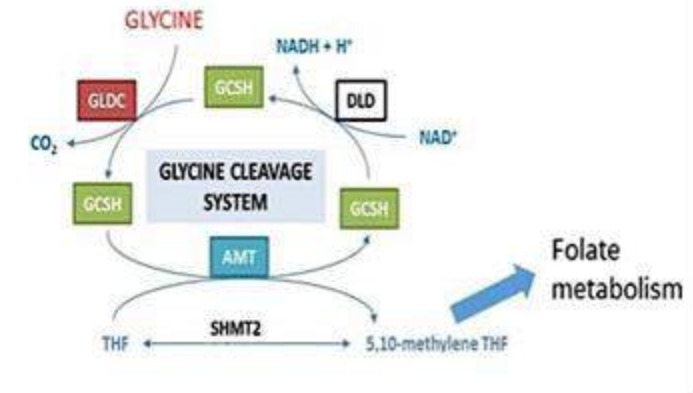 GLYCINE
NADH + H⁺
GLDC
GCSH
DLD
CO₂
NAD⁺
GLYCINE CLEAVAGE
SYSTEM
GCSH
GCSH
AMT
Folate
metabolism
SHMT2
THF
5,10-methylene THF